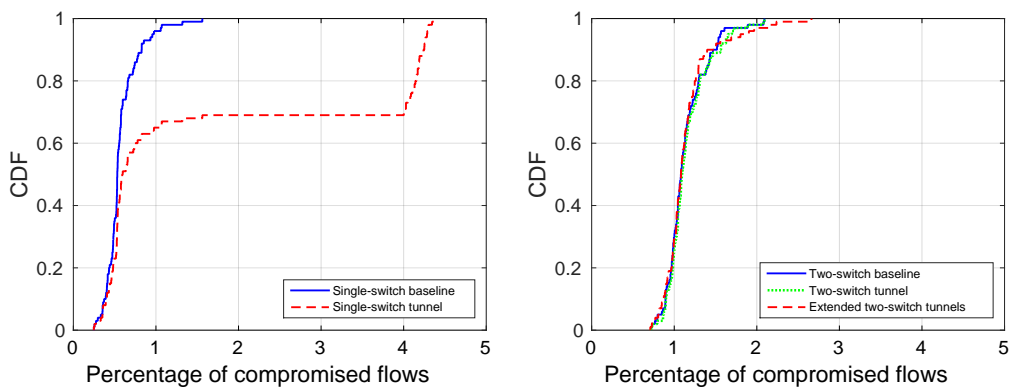 1
0.8
0.6
0.4
0.2
0
CDF
0 1 2 3 4 5
Percentage of compromised flows
Single-switch baseline
Single-switch tunnel
1
0.8
0.6
0.4
0.2
0
CDF
0 1 2 3 4 5
Percentage of compromised flows
Two-switch baseline
Two-switch tunnel
Extended two-switch tunnels